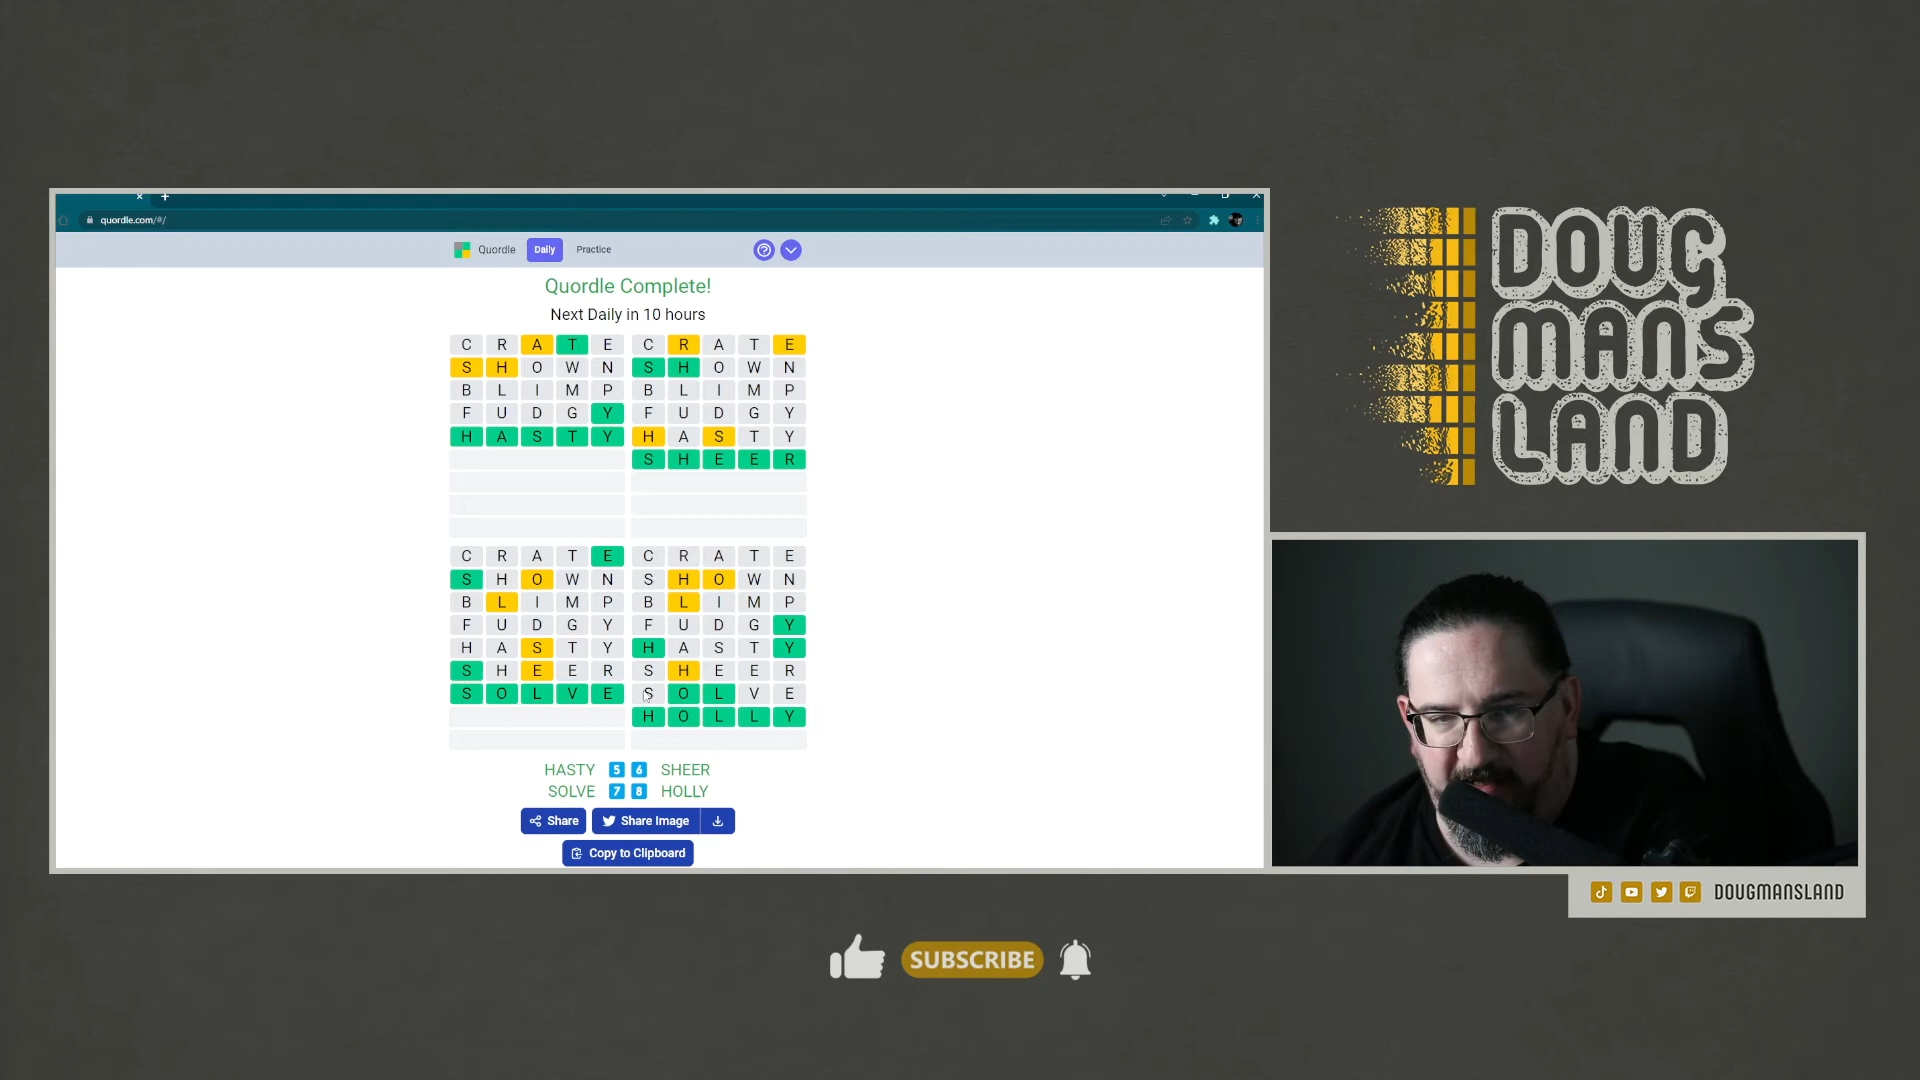 quordle.com/#/
Quordle Daily Practice
Quordle Complete!
Next Daily in 10 hours
C R A T E C R A T E
S H O W N S H O W N
B L I M P B L I M P
F U D G Y F U D G Y
H A S T Y H A S T Y
S H E E R
C R A T E C R A T E
S H O W N S H O W N
B L I M P B L I M P
F U D G Y F U D G Y
H A S T Y H A S T Y
S H E E R S H E E R
S O L V E S O L V E
H O L L Y
HASTY 5 6 SHEER
SOLVE 7 8 HOLLY
Share Share Image
Copy to Clipboard
DOUG
MANS
LAND
DOUGMANSLAND
SUBSCRIBE